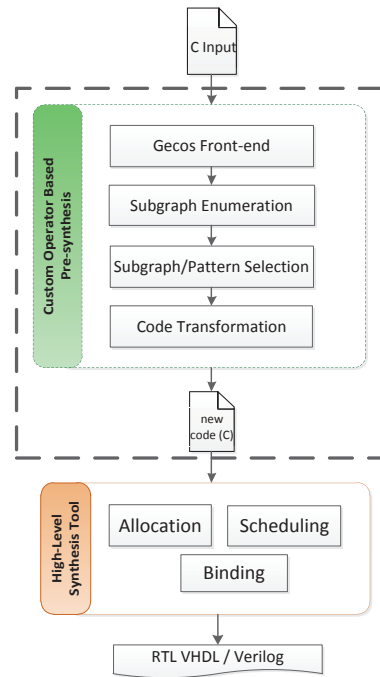 C Input
Custom Operator Based
Pre-synthesis
Gecos Front-end
Subgraph Enumeration
Subgraph/Pattern Selection
Code Transformation
new
code (C)
High-Level
Synthesis Tool
Allocation
Scheduling
Binding
RTL VHDL / Verilog